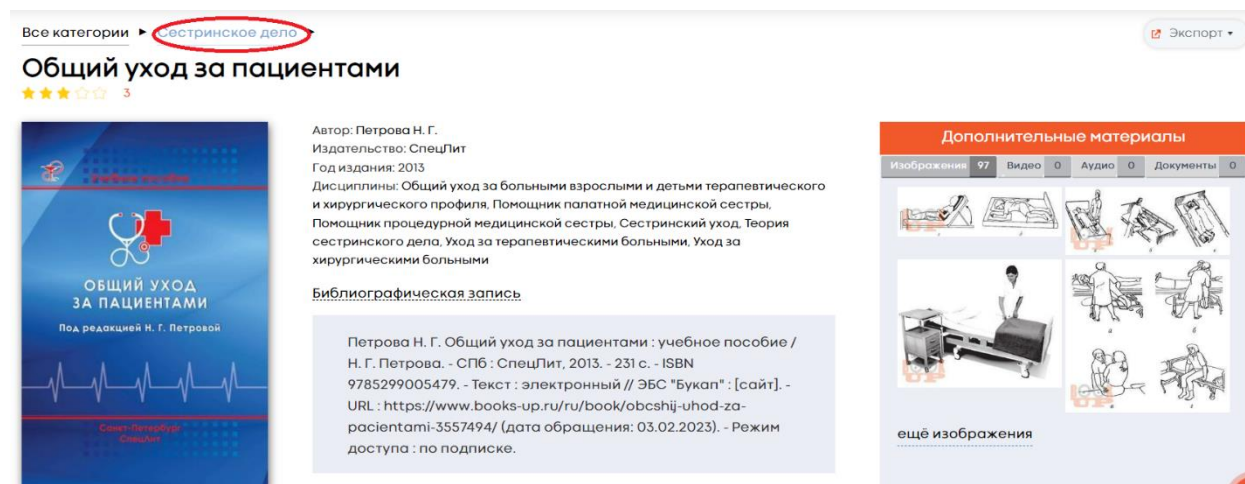 Все категории ► Сестринское дело ►
Экспорт ▾
Общий уход за пациентами
3
Автор: Петрова Н. Г.
Издательство: СпецЛит
Год издания: 2013
Дисциплины: Общий уход за больными взрослыми и детьми терапевтического
и хирургического профиля, Помощник палатной медицинской сестры,
Помощник процедурной медицинской сестры, Сестринский уход, Теория
сестринского дела, Уход за терапевтическими больными, Уход за
хирургическими больными
Библиографическая запись
Петрова Н. Г. Общий уход за пациентами : учебное пособие /
Н. Г. Петрова. - СПб : СпецЛит, 2013. - 231 с. - ISBN
9785299005479. - Текст : электронный // ЭБС "Букап" : [сайт]. -
URL : https://www.books-up.ru/ru/book/obcshij-uhod-za-
pacientami-3557494/ (дата обращения: 03.02.2023). - Режим
доступа : по подписке.
Учебное пособие
ОБЩИЙ УХОД
ЗА ПАЦИЕНТАМИ
Под редакцией Н. Г. Петровой
Санкт-Петербург
СпецЛит
Дополнительные материалы
Изображения 97 Видео 0 Аудио 0 Документы 0
ещё изображения